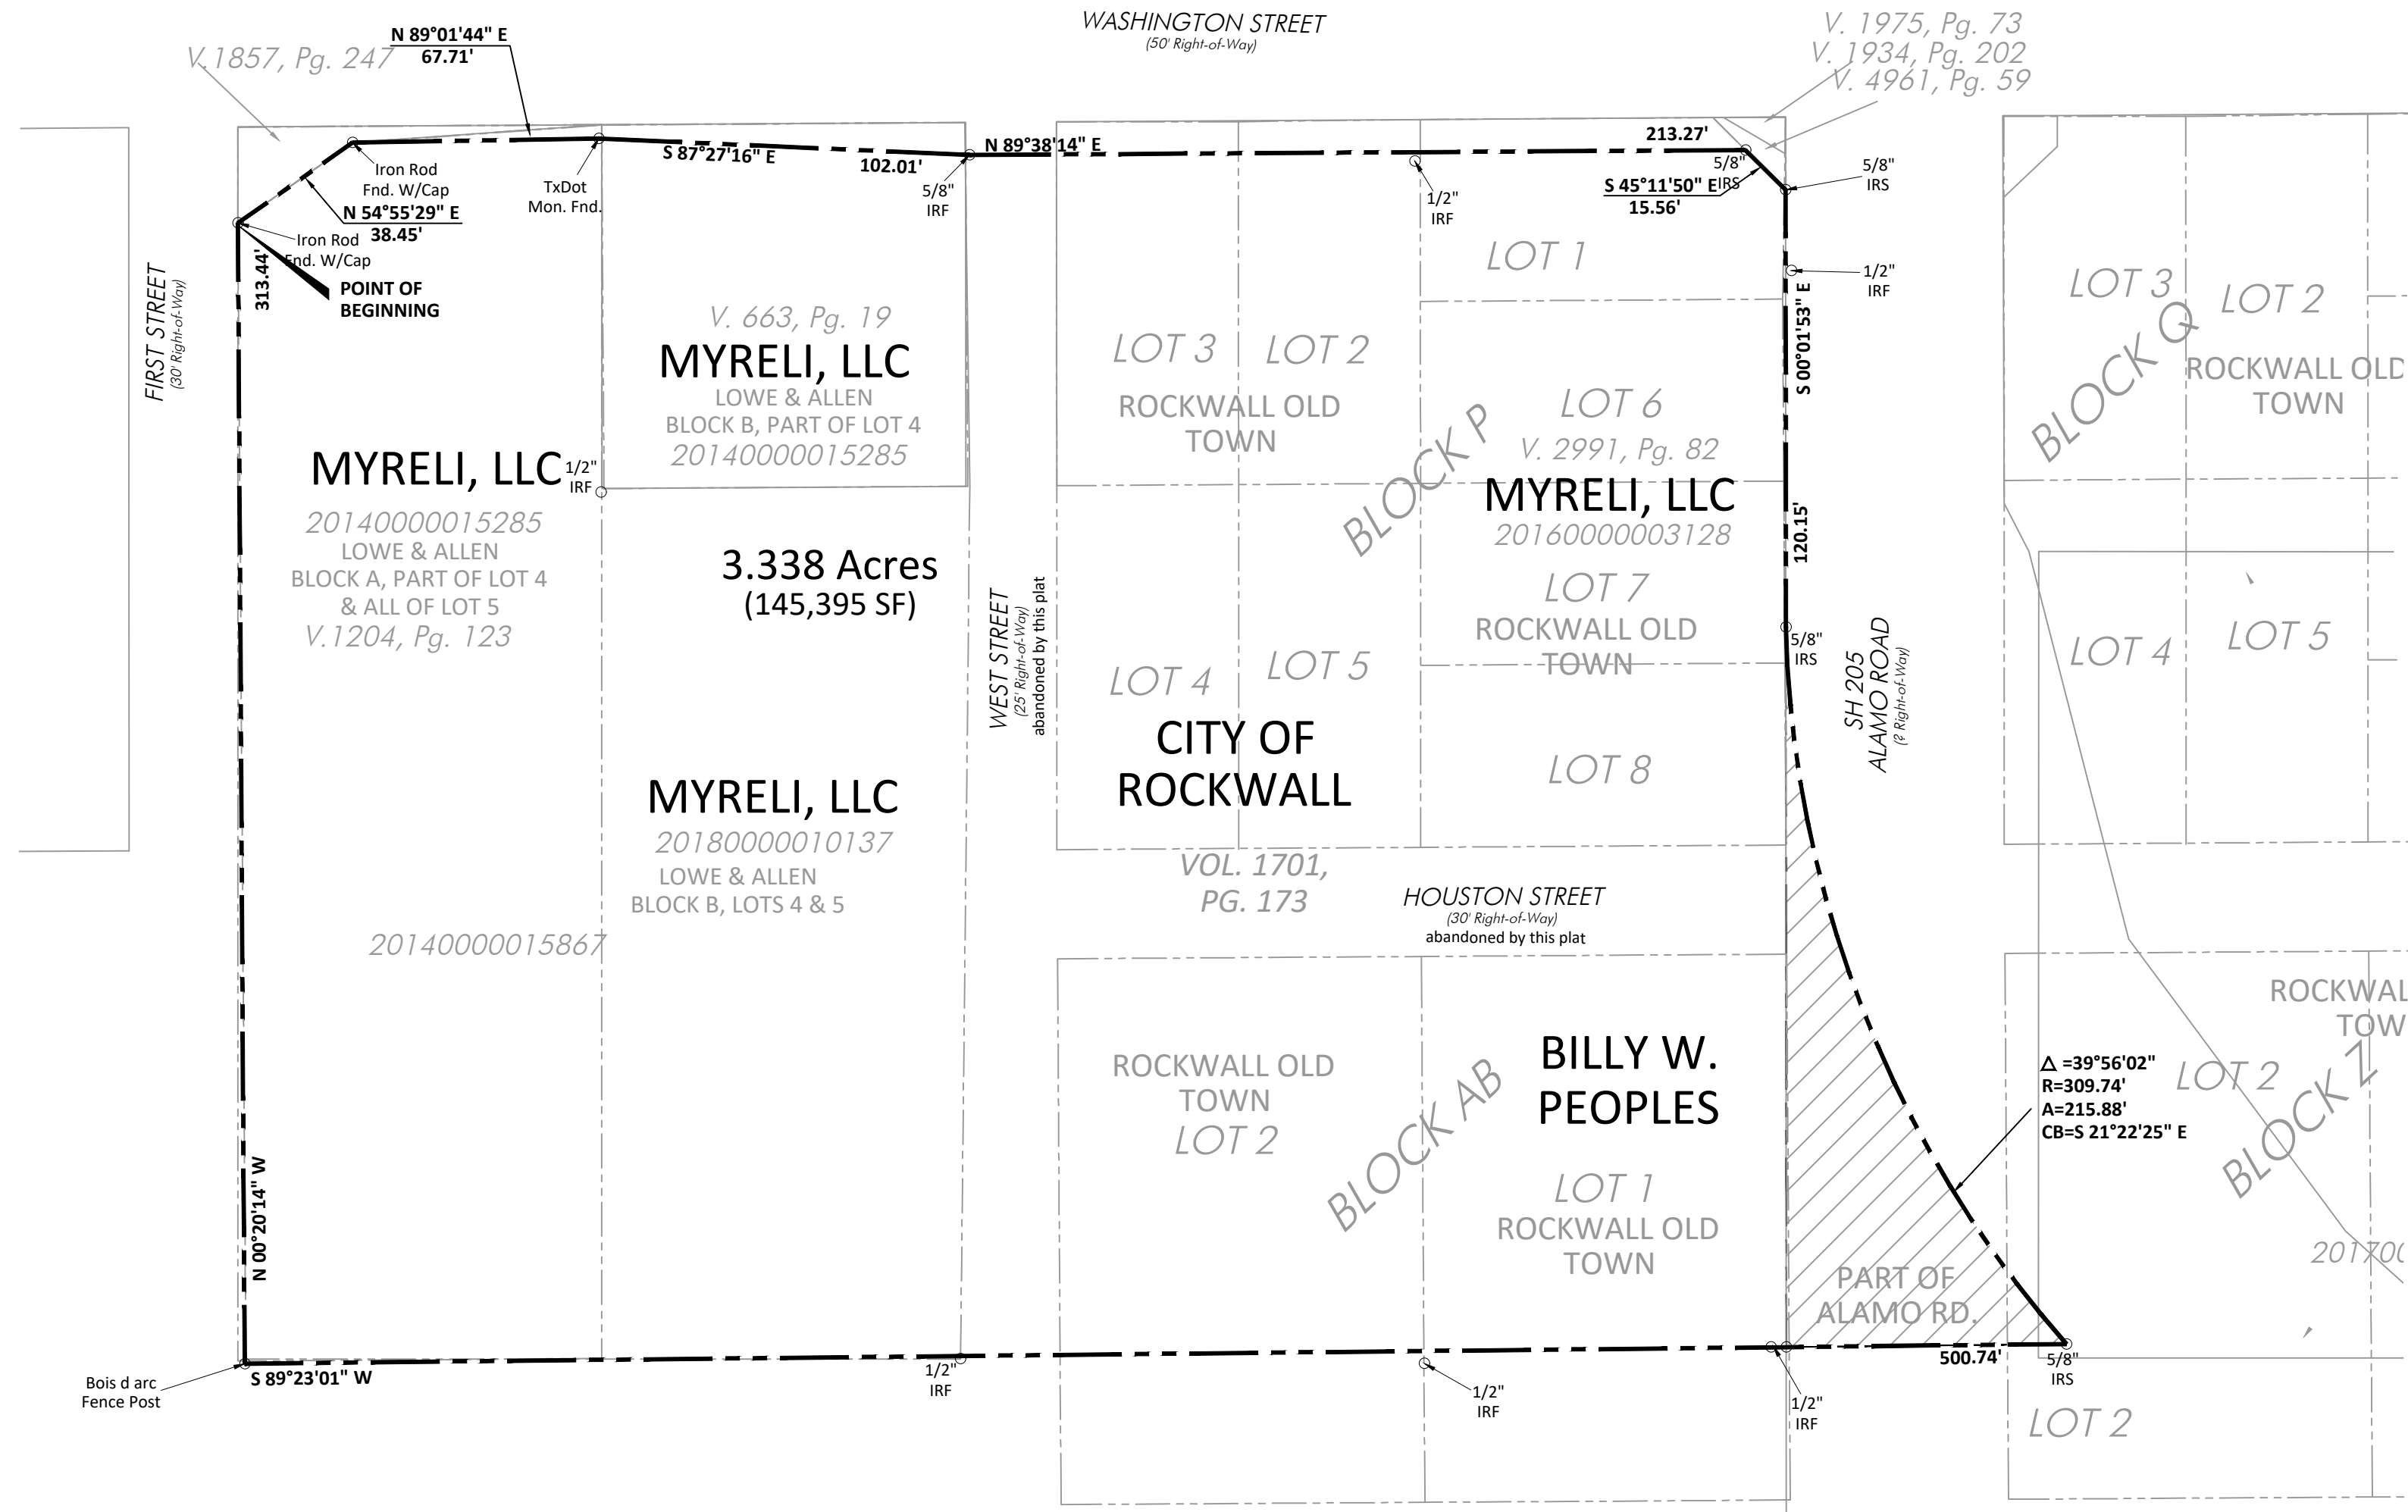 WASHINGTON STREET
(50' Right-of-Way)
V. 1975, Pg. 73
V. 1934, Pg. 202
V. 4961, Pg. 59
V.1857, Pg. 247
N 89°01'44" E
67.71'
S 87°27'16" E
102.01'
N 89°38'14" E
213.27'
5/8"
IRS
S 45°11'50" E
15.56'
5/8"
IRS
Iron Rod
Fnd. W/Cap
N 54°55'29" E
38.45'
TxDot
Mon. Fnd.
5/8"
IRF
1/2"
IRF
1/2"
IRF
Iron Rod
Fnd. W/Cap
POINT OF
BEGINNING
313.44'
FIRST STREET
(30' Right-of-Way)
V. 663, Pg. 19
MYRELI, LLC
LOWE & ALLEN
BLOCK B, PART OF LOT 4
20140000015285
MYRELI, LLC
1/2"
IRF
20140000015285
LOWE & ALLEN
BLOCK A, PART OF LOT 4
& ALL OF LOT 5
V.1204, Pg. 123
3.338 Acres
(145,395 SF)
WEST STREET
(25' Right-of-Way)
abandoned by this plat
LOT 3
LOT 2
ROCKWALL OLD
TOWN
LOT 1
LOT 6
V. 2991, Pg. 82
BLOCK P
MYRELI, LLC
20160000003128
LOT 7
ROCKWALL OLD
TOWN
LOT 4
LOT 5
LOT 8
CITY OF
ROCKWALL
S 00°01'53" E
120.15'
5/8"
IRS
SH 205
ALAMO ROAD
(? Right-of-Way)
LOT 3
LOT 2
BLOCK Q
ROCKWALL OLD
TOWN
LOT 4
LOT 5
MYRELI, LLC
20180000010137
LOWE & ALLEN
BLOCK B, LOTS 4 & 5
20140000015867
VOL. 1701,
PG. 173
HOUSTON STREET
(30' Right-of-Way)
abandoned by this plat
ROCKWALL OLD
TOWN
LOT 2
BLOCK AB
BILLY W.
PEOPLES
LOT 1
ROCKWALL OLD
TOWN
PART OF
ALAMO RD.
Δ =39°56'02"
R=309.74'
A=215.88'
CB=S 21°22'25" E
ROCKWAL
TOW
LOT 2
BLOCK Z
201700
N 00°20'14" W
Bois d arc
Fence Post
S 89°23'01" W
1/2"
IRF
1/2"
IRF
1/2"
IRF
500.74'
5/8"
IRS
LOT 2